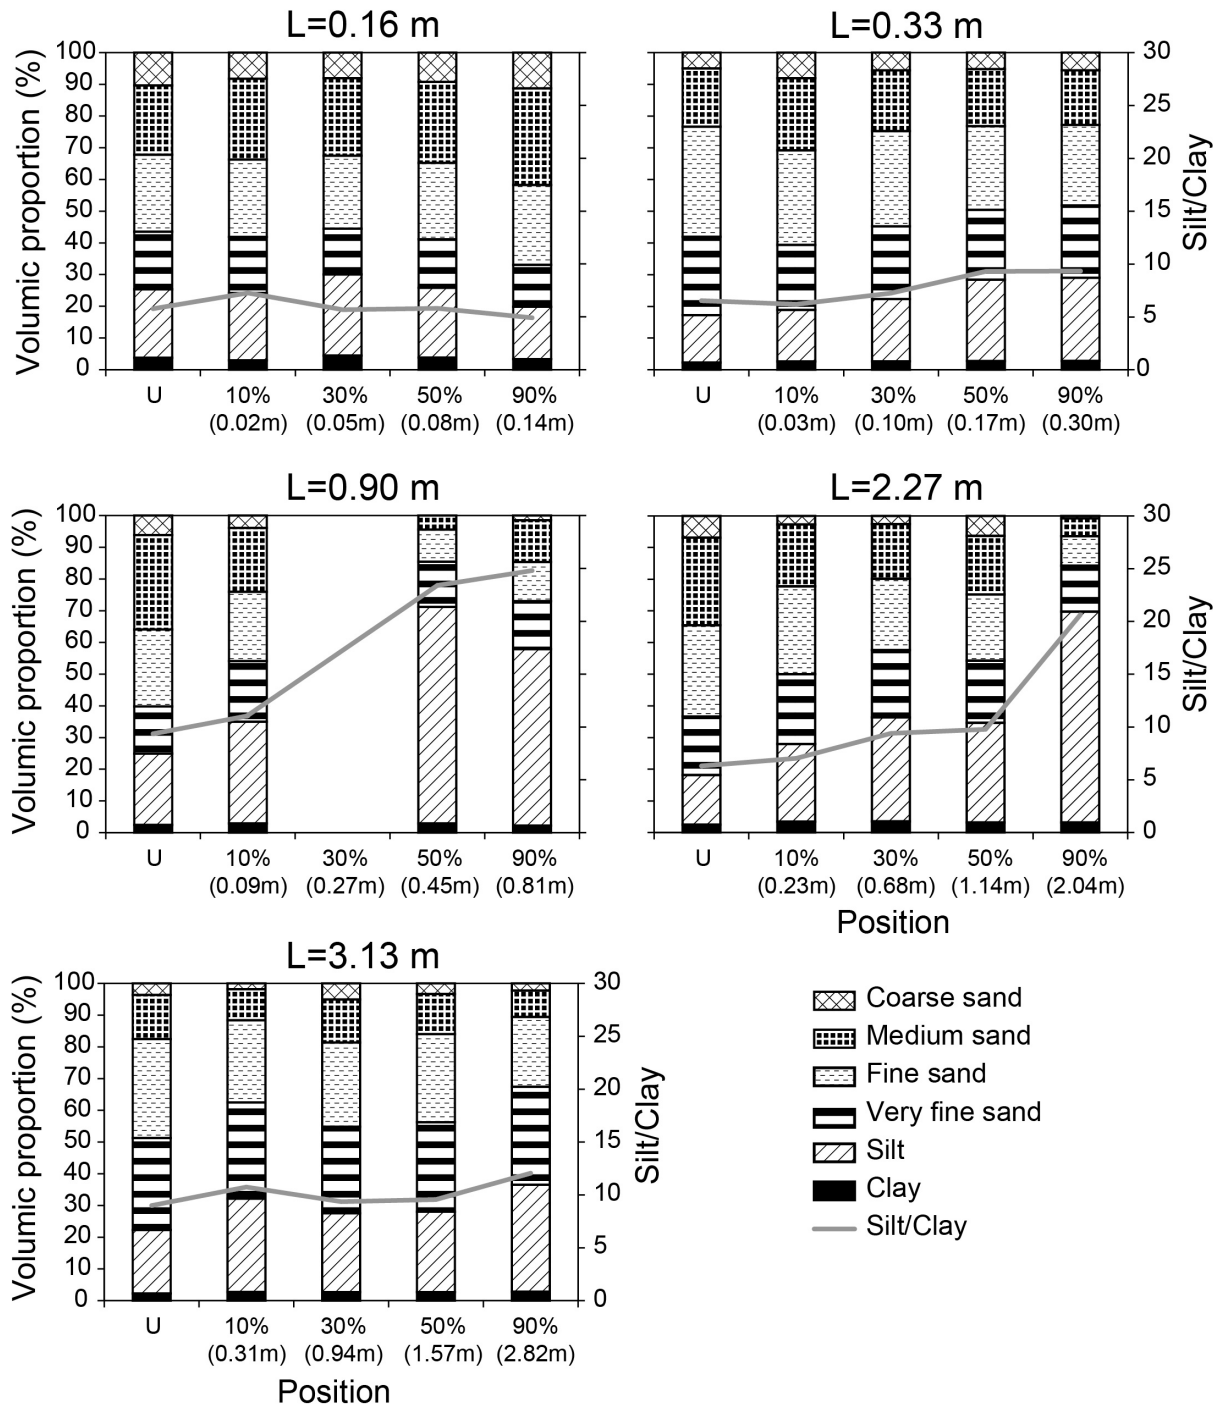 L=0.16 m
L=0.33 m
Volumic proportion (%)
100
90
80
70
60
50
40
30
20
10
0
U
10%
30%
50%
90%
(0.02m)
(0.05m)
(0.08m)
(0.14m)
U
10%
30%
50%
90%
(0.03m)
(0.10m)
(0.17m)
(0.30m)
30
25
20
15
10
5
0
Silt/Clay
L=0.90 m
L=2.27 m
Volumic proportion (%)
100
90
80
70
60
50
40
30
20
10
0
U
10%
30%
50%
90%
(0.09m)
(0.27m)
(0.45m)
(0.81m)
U
10%
30%
50%
90%
(0.23m)
(0.68m)
(1.14m)
(2.04m)
30
25
20
15
10
5
0
Silt/Clay
Position
L=3.13 m
Volumic proportion (%)
100
90
80
70
60
50
40
30
20
10
0
U
10%
30%
50%
90%
(0.31m)
(0.94m)
(1.57m)
(2.82m)
30
25
20
15
10
5
0
Silt/Clay
Position
Coarse sand
Medium sand
Fine sand
Very fine sand
Silt
Clay
Silt/Clay